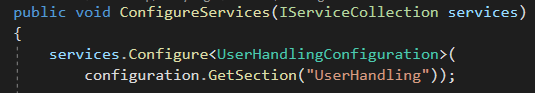 public void ConfigureServices(IServiceCollection services)
{
services.Configure<UserHandlingConfiguration>(
configuration.GetSection("UserHandling"));